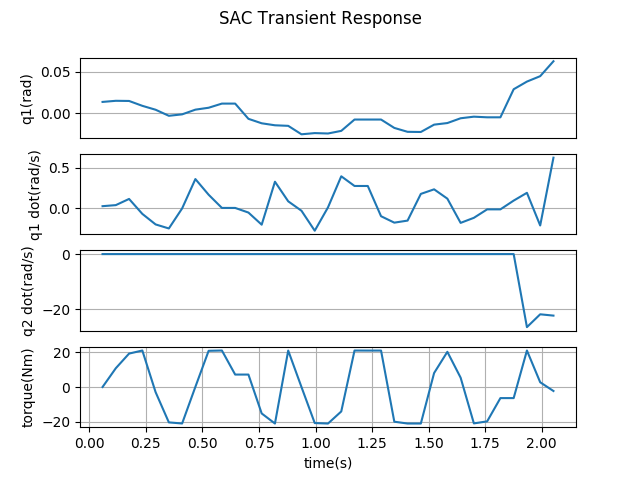 SAC Transient Response
q1(rad)
0.05
0.00
q1 dot(rad/s)
0.5
0.0
q2 dot(rad/s)
0
−20
torque(Nm)
20
0
−20
0.00 0.25 0.50 0.75 1.00 1.25 1.50 1.75 2.00
time(s)